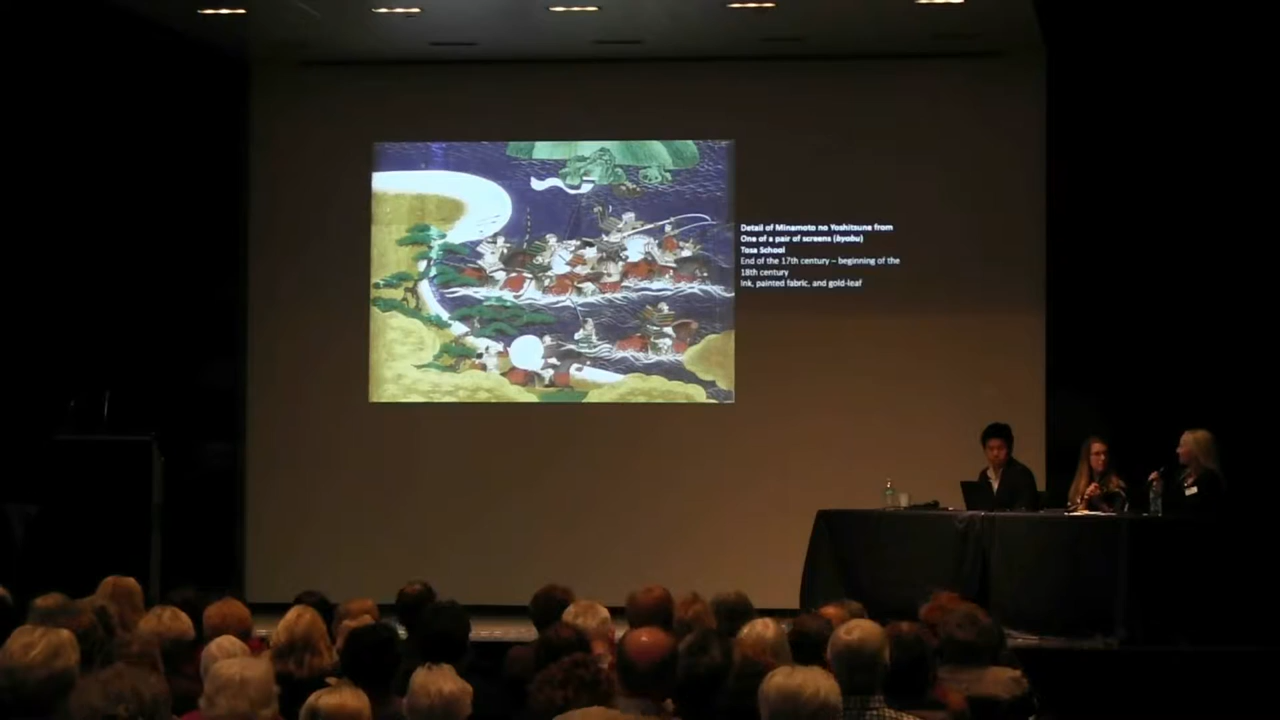 Detail of Minamoto no Yoshitsune from
One of a pair of screens (byobu)
Tosa School
End of the 17th century – beginning of the
18th century
Ink, painted fabric, and gold-leaf